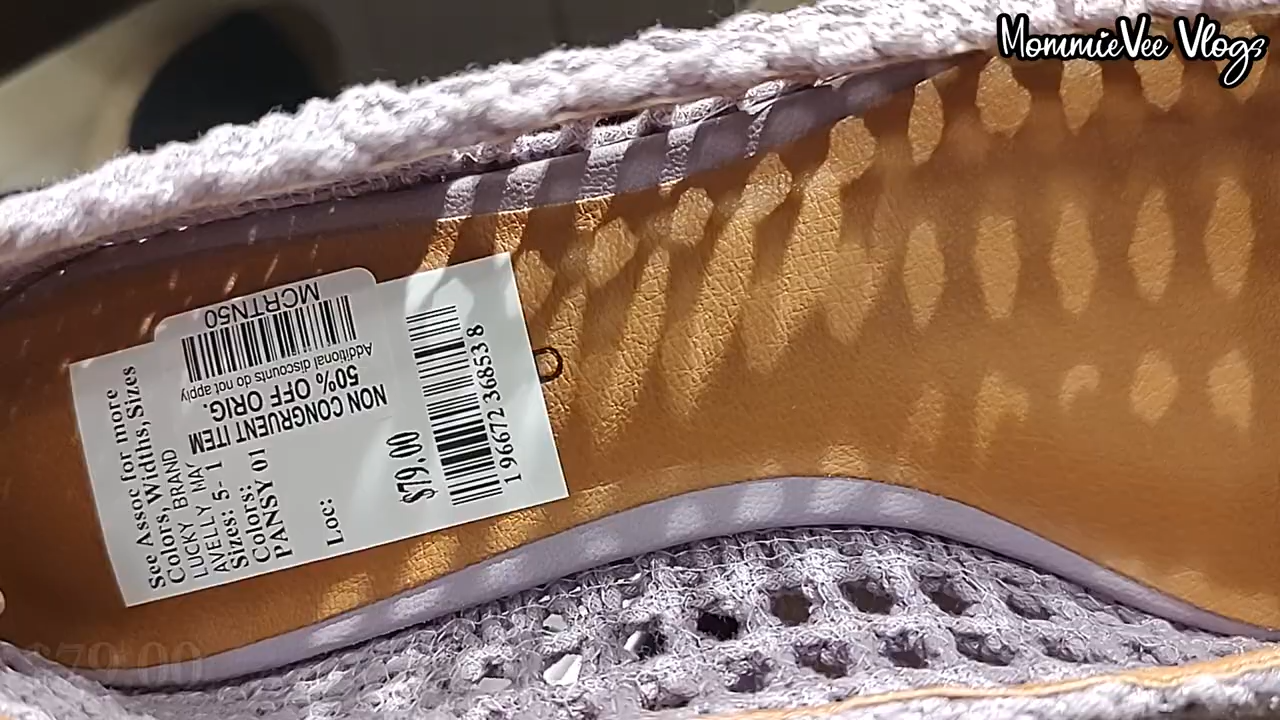 MommieVee Vlogs
See Assoc for more
Colors, Widths, Sizes
LUCKY BRAND
AVELLY MAY
Sizes: 5- 1
Colors:
PANSY 01
Loc:
$79.00
1 96672 36853 8
NON CONGRUENT ITEM
50% OFF ORIG.
Additional discounts do not apply
MCRTN50
$79.00